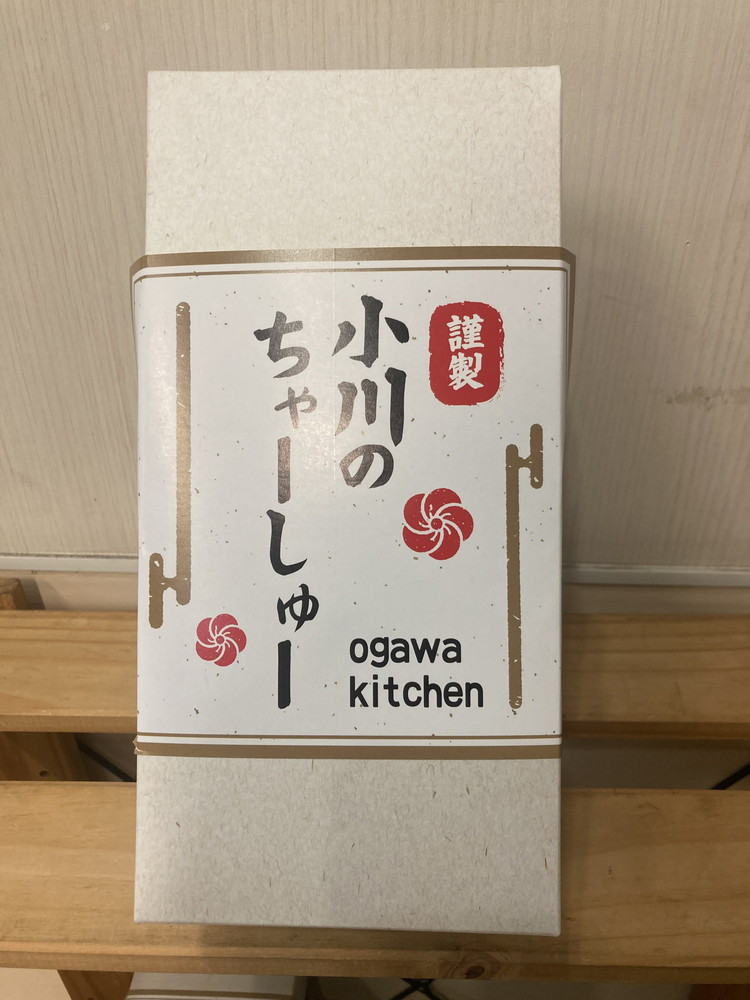 謹製
小川の
ちゃーしゅー
ogawa
kitchen